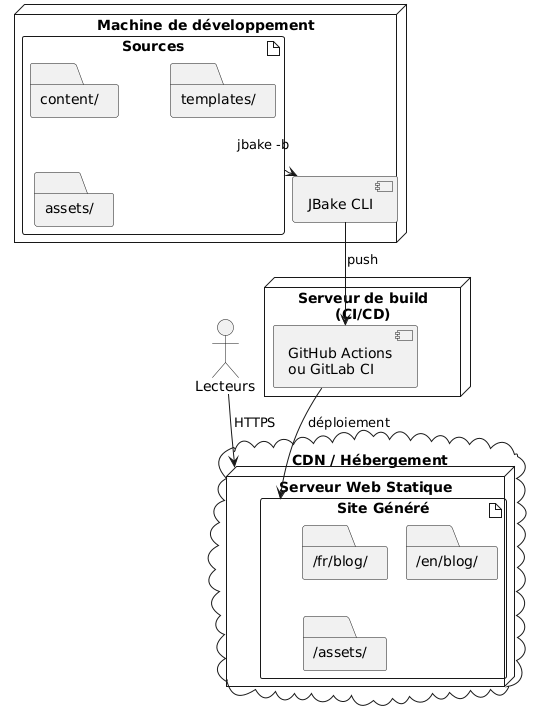 Machine de développement
Sources
content/
templates/
jbake -b
assets/
JBake CLI
push
Serveur de build
(CI/CD)
GitHub Actions
ou GitLab CI
Lecteurs
HTTPS
déploiement
CDN / Hébergement
Serveur Web Statique
Site Généré
/fr/blog/
/en/blog/
/assets/